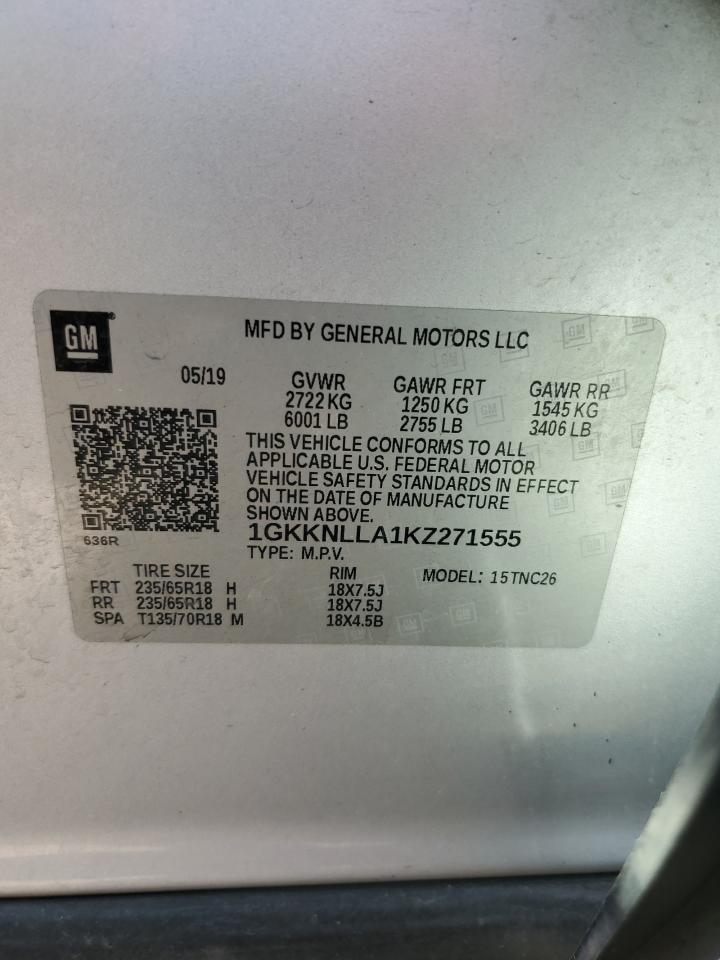 GM
MFD BY GENERAL MOTORS LLC
05/19
GVWR GAWR FRT GAWR RR
2722 KG 1250 KG 1545 KG
6001 LB 2755 LB 3406 LB
THIS VEHICLE CONFORMS TO ALL
APPLICABLE U.S. FEDERAL MOTOR
VEHICLE SAFETY STANDARDS IN EFFECT
ON THE DATE OF MANUFACTURE
SHOWN ABOVE.
636R
1GKKNLLA1KZ271555
TYPE: M.P.V.
TIRE SIZE RIM MODEL: 15TNC26
FRT 235/65R18 H 18X7.5J
RR 235/65R18 H 18X7.5J
SPA T135/70R18 M 18X4.5B